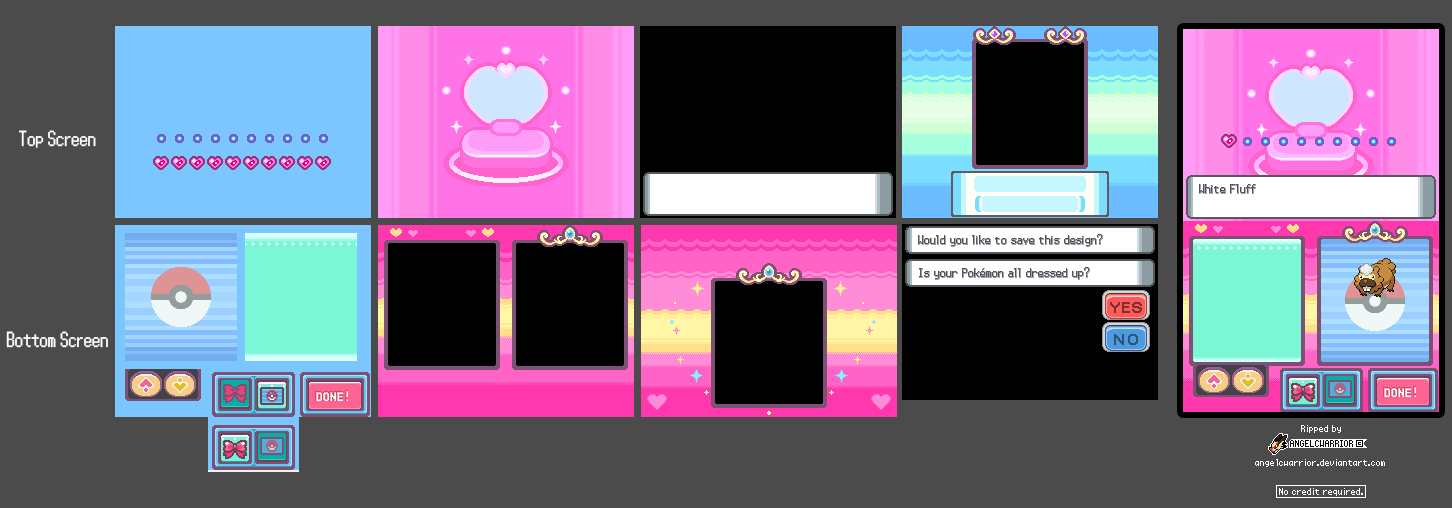 Top Screen
Bottom Screen
DONE!
Would you like to save this design?
Is your Pokémon all dressed up?
YES
NO
White Fluff
DONE!
Ripped by
ANGELCWARRIOR
angelcwarrior.deviantart.com
No credit required.